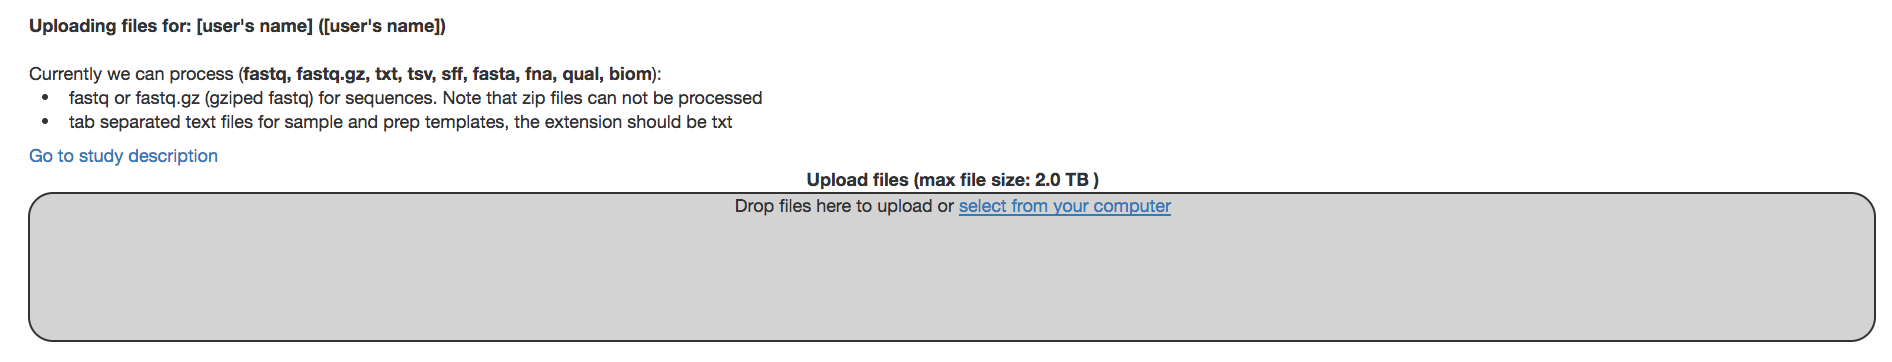 Uploading files for: [user's name] ([user's name])
Currently we can process (fastq, fastq.gz, txt, tsv, sff, fasta, fna, qual, biom):
• fastq or fastq.gz (gziped fastq) for sequences. Note that zip files can not be processed
• tab separated text files for sample and prep templates, the extension should be txt
Go to study description
Upload files (max file size: 2.0 TB )
Drop files here to upload or select from your computer